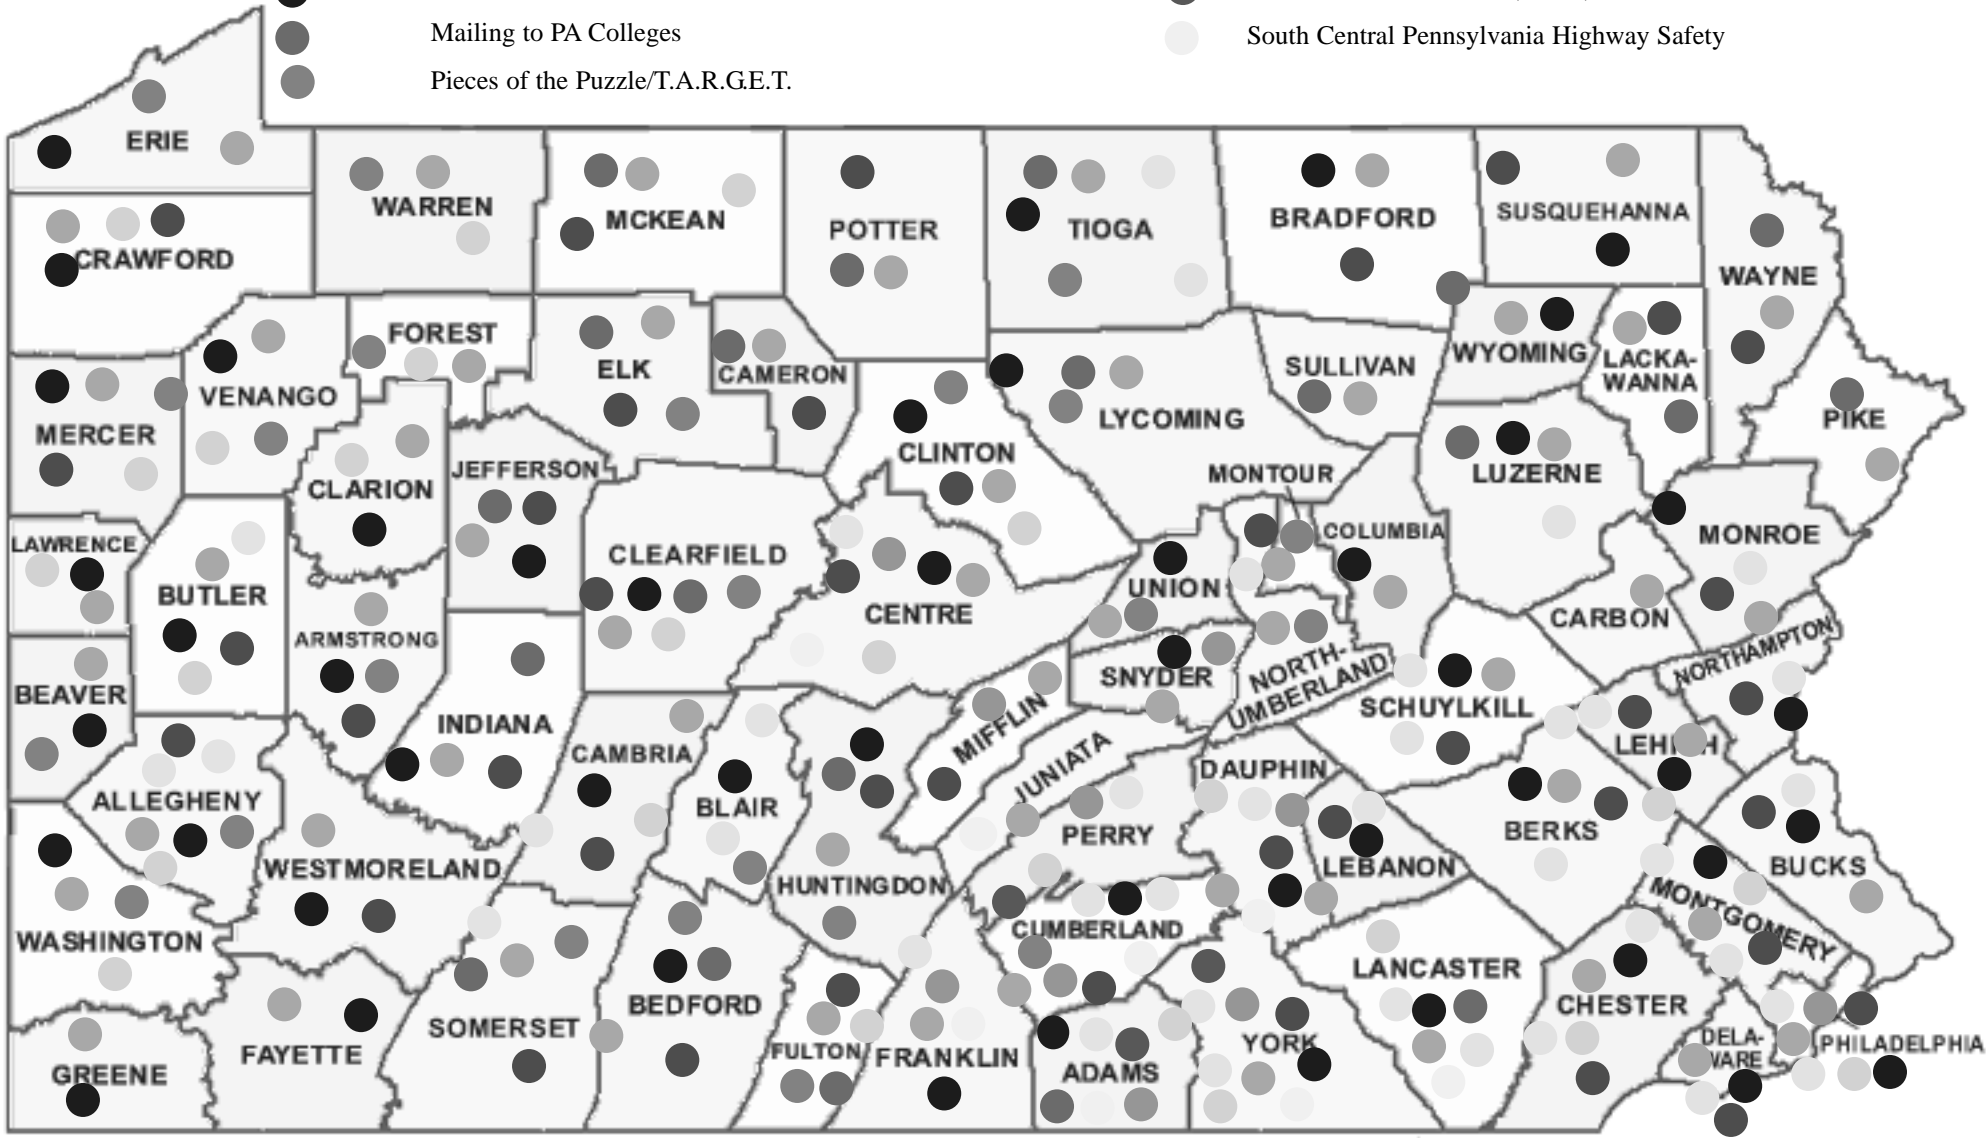 Mailing to PA Colleges
South Central Pennsylvania Highway Safety
Pieces of the Puzzle/T.A.R.G.E.T.
ERIE
WARREN
MCKEAN
POTTER
TIOGA
BRADFORD
SUSQUEHANNA
WAYNE
CRAWFORD
FOREST
ELK
CAMERON
SULLIVAN
WYOMING
LACKA-
WANNA
PIKE
MERCER
VENANGO
CLARION
JEFFERSON
CLINTON
LYCOMING
MONTOUR
LUZERNE
COLUMBIA
MONROE
LAWRENCE
BUTLER
ARMSTRONG
CLEARFIELD
CENTRE
UNION
CARBON
NORTHAMPTON
BEAVER
INDIANA
SNYDER
NORTH-
UMBERLAND
SCHUYLKILL
LEHIGH
CAMBRIA
BLAIR
MIFFLIN
JUNIATA
DAUPHIN
ALLEGHENY
WESTMORELAND
HUNTINGDON
PERRY
LEBANON
BERKS
BUCKS
MONTGOMERY
WASHINGTON
CUMBERLAND
LANCASTER
CHESTER
GREENE
FAYETTE
SOMERSET
BEDFORD
FULTON
FRANKLIN
ADAMS
YORK
DELA-
WARE
PHILADELPHIA